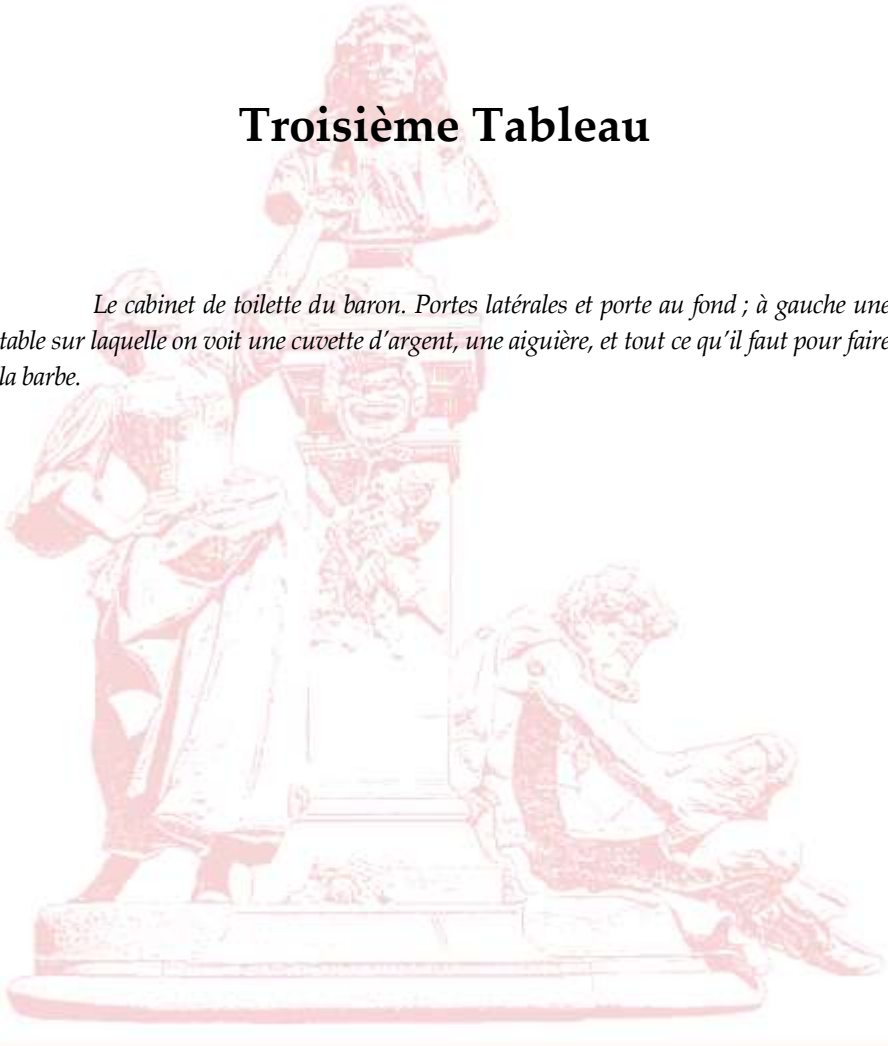 Troisième Tableau
Le cabinet de toilette du baron. Portes latérales et porte au fond ; à gauche une
table sur laquelle on voit une cuvette d’argent, une aiguière, et tout ce qu’il faut pour faire
la barbe.